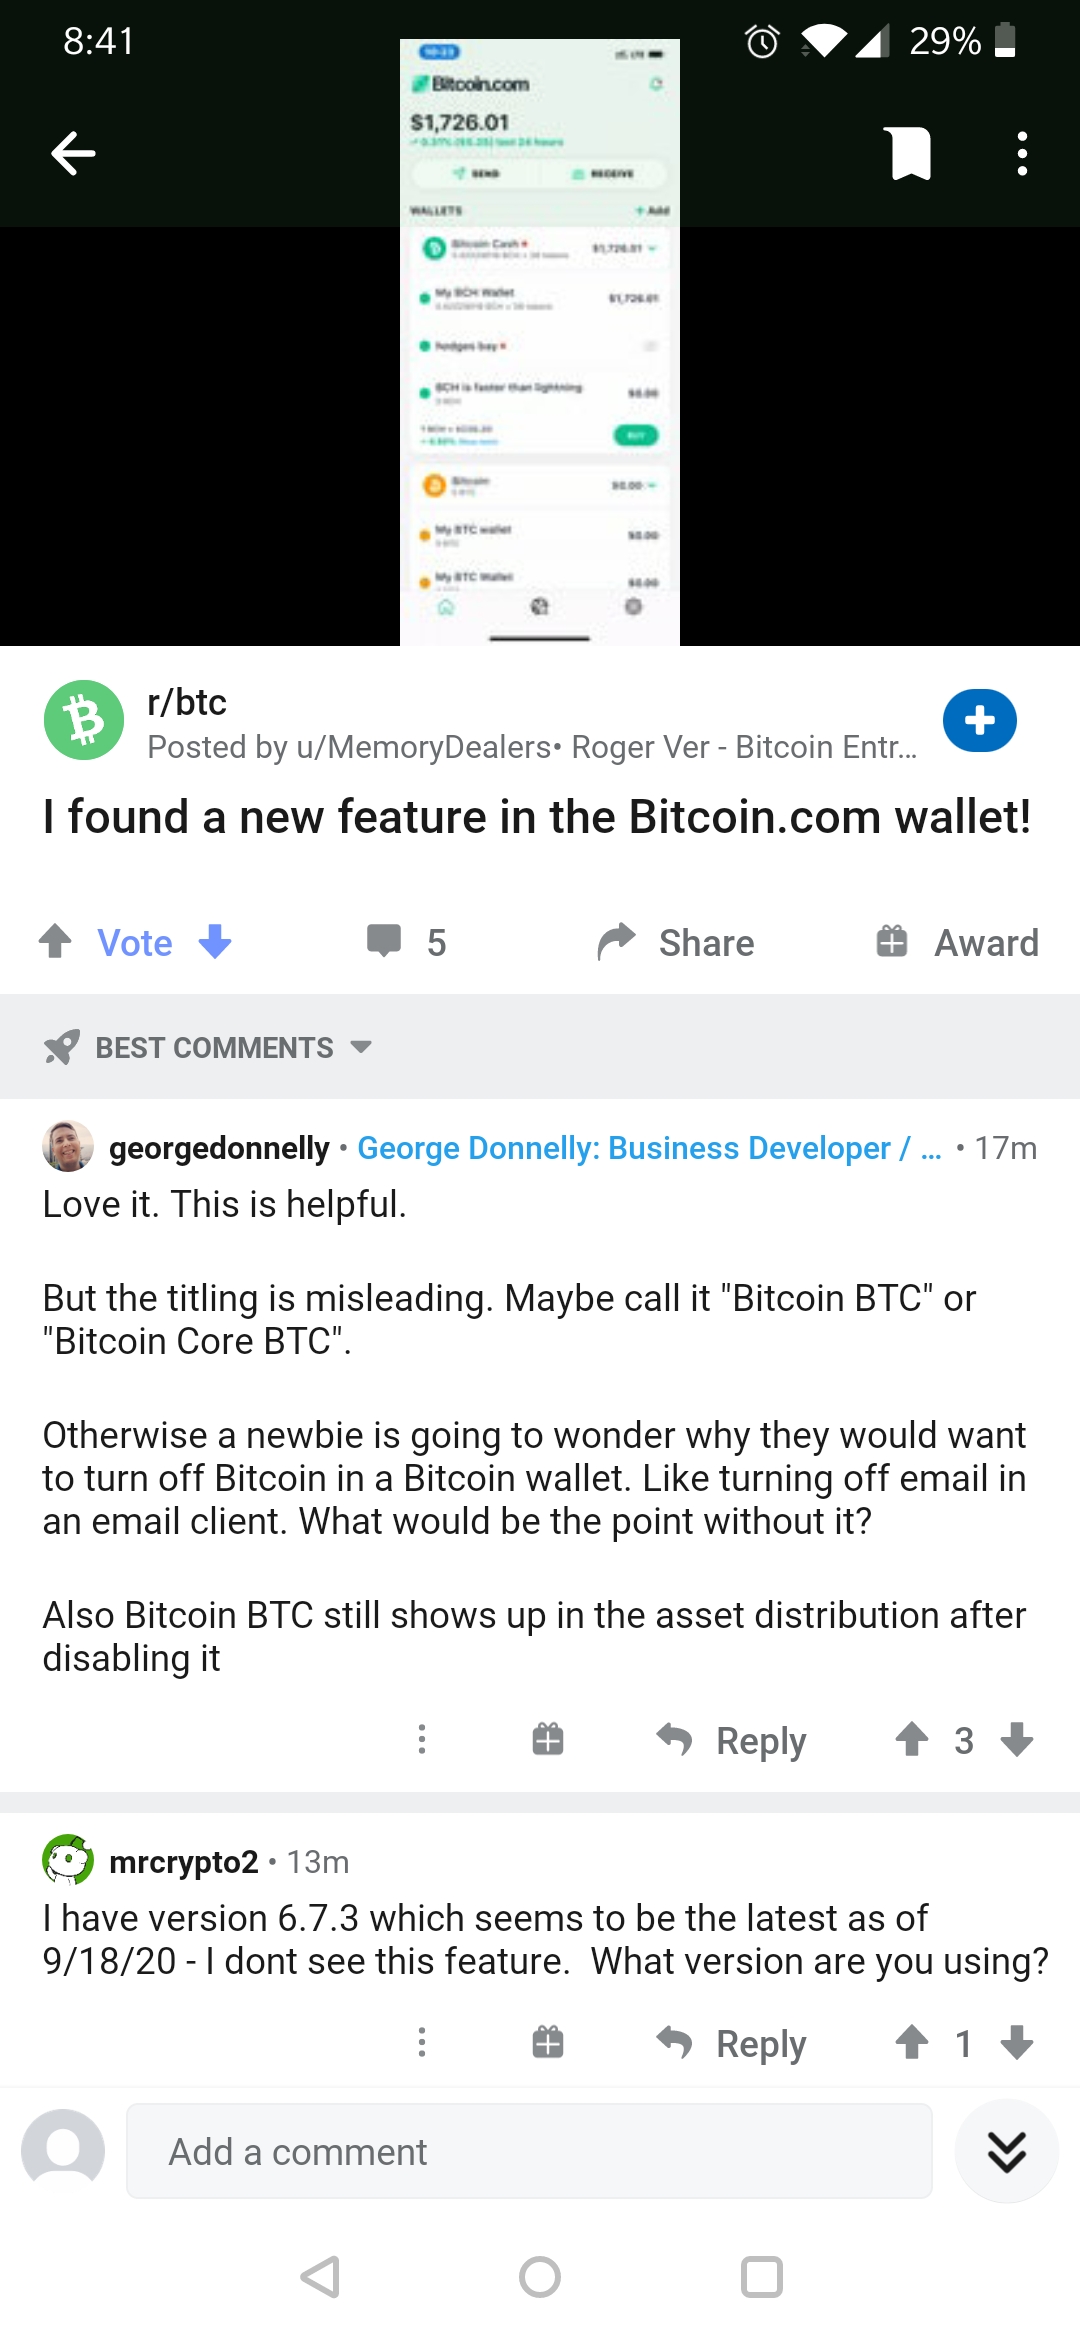 8:41
29%
Bitcoin.com
$1,726.01
SEND
RECEIVE
WALLETS
+ Add
Bitcoin Cash
$1,726.01
My BCH Wallet
$1,726.01
hodges bay
BCH is faster than lightning
$0.00
BUY
Bitcoin
$0.00
My BTC wallet
$0.00
My BTC Wallet
$0.00
r/btc
Posted by u/MemoryDealers• Roger Ver - Bitcoin Entr...
I found a new feature in the Bitcoin.com wallet!
Vote
5
Share
Award
BEST COMMENTS
georgedonnelly • George Donnelly: Business Developer / ... • 17m
Love it. This is helpful.
But the titling is misleading. Maybe call it "Bitcoin BTC" or
"Bitcoin Core BTC".
Otherwise a newbie is going to wonder why they would want
to turn off Bitcoin in a Bitcoin wallet. Like turning off email in
an email client. What would be the point without it?
Also Bitcoin BTC still shows up in the asset distribution after
disabling it
Reply
3
mrcrypto2 • 13m
I have version 6.7.3 which seems to be the latest as of
9/18/20 - I dont see this feature.  What version are you using?
Reply
1
Add a comment